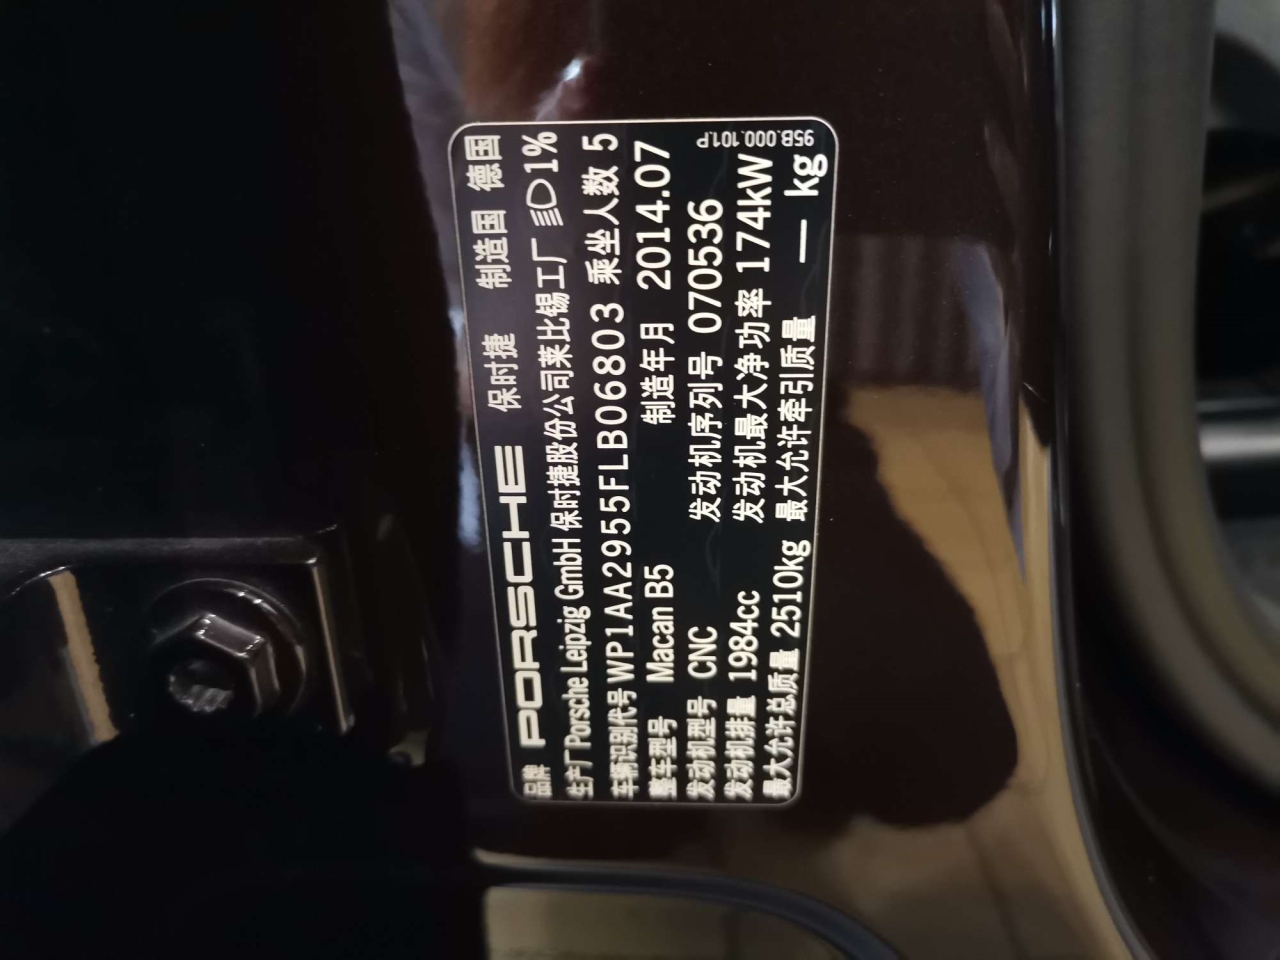 品牌 PORSCHE 保时捷 制造国 德国
生产厂 Porsche Leipzig GmbH 保时捷股份公司莱比锡工厂 1%
车辆识别代号 WP1AA2955FLB06803 乘坐人数 5
整车型号 Macan B5 制造年月 2014.07
发动机型号 CNC 发动机序列号 070536
发动机排量 1984cc 发动机最大净功率 174kW
最大允许总质量 2510kg 最大允许牵引质量 — kg
95B.000.101.P